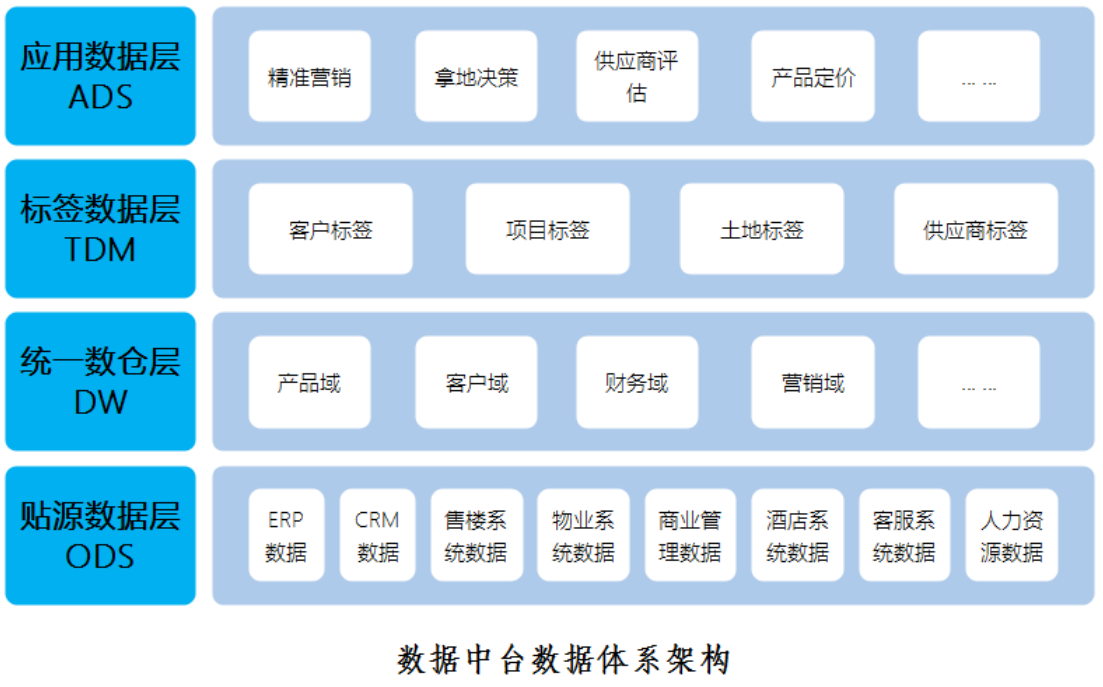 应用数据层
ADS
精准营销
拿地决策
供应商评
估
产品定价
... ...
标签数据层
TDM
客户标签
项目标签
土地标签
供应商标签
统一数仓层
DW
产品域
客户域
财务域
营销域
... ...
贴源数据层
ODS
ERP
数据
CRM
数据
售楼系
统数据
物业系
统数据
商业管
理数据
酒店系
统数据
客服系
统数据
人力资
源数据
数据中台数据体系架构